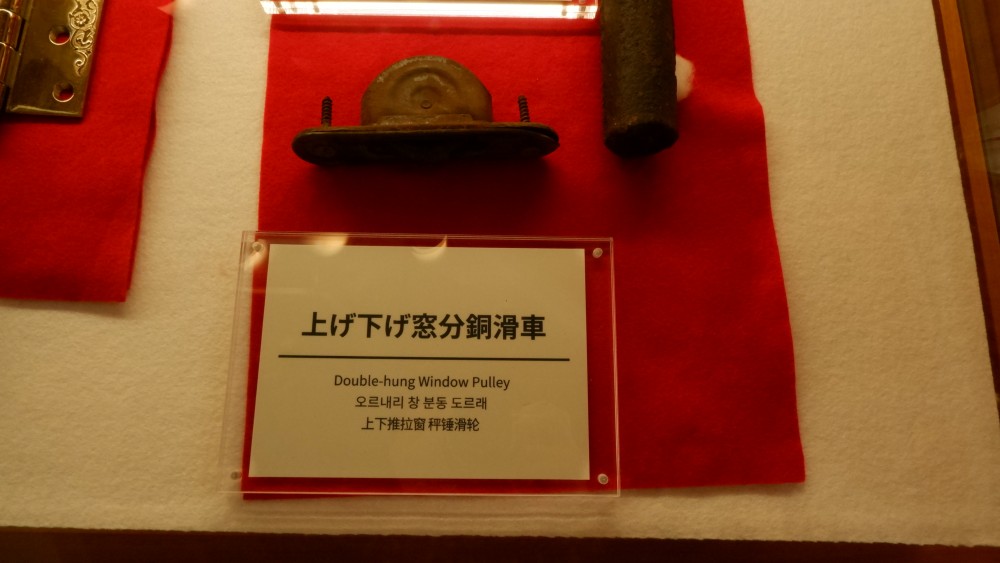 上げ下げ窓分銅滑車
Double-hung Window Pulley
오르내리 창 분동 도르래
上下推拉窗 秤锤滑轮